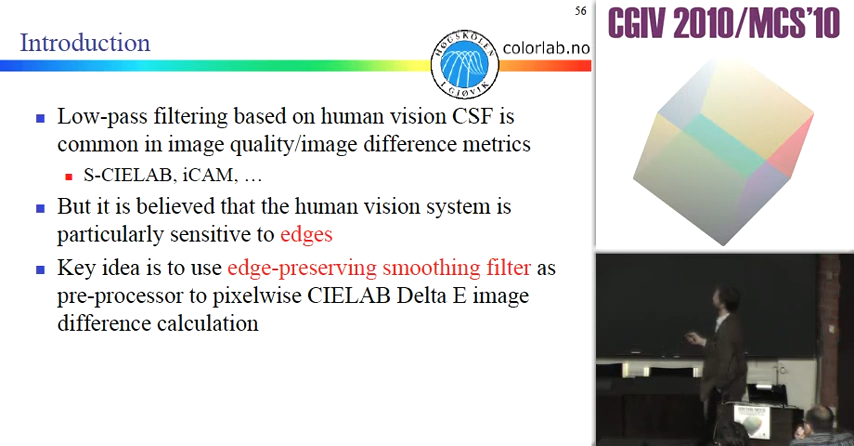 56
CGIV 2010/MCS'10
Introduction
HØGSKOLEN
I GJØVIK
colorlab.no
Low-pass filtering based on human vision CSF is
common in image quality/image difference metrics
S-CIELAB, iCAM, …
But it is believed that the human vision system is
particularly sensitive to edges
Key idea is to use edge-preserving smoothing filter as
pre-processor to pixelwise CIELAB Delta E image
difference calculation